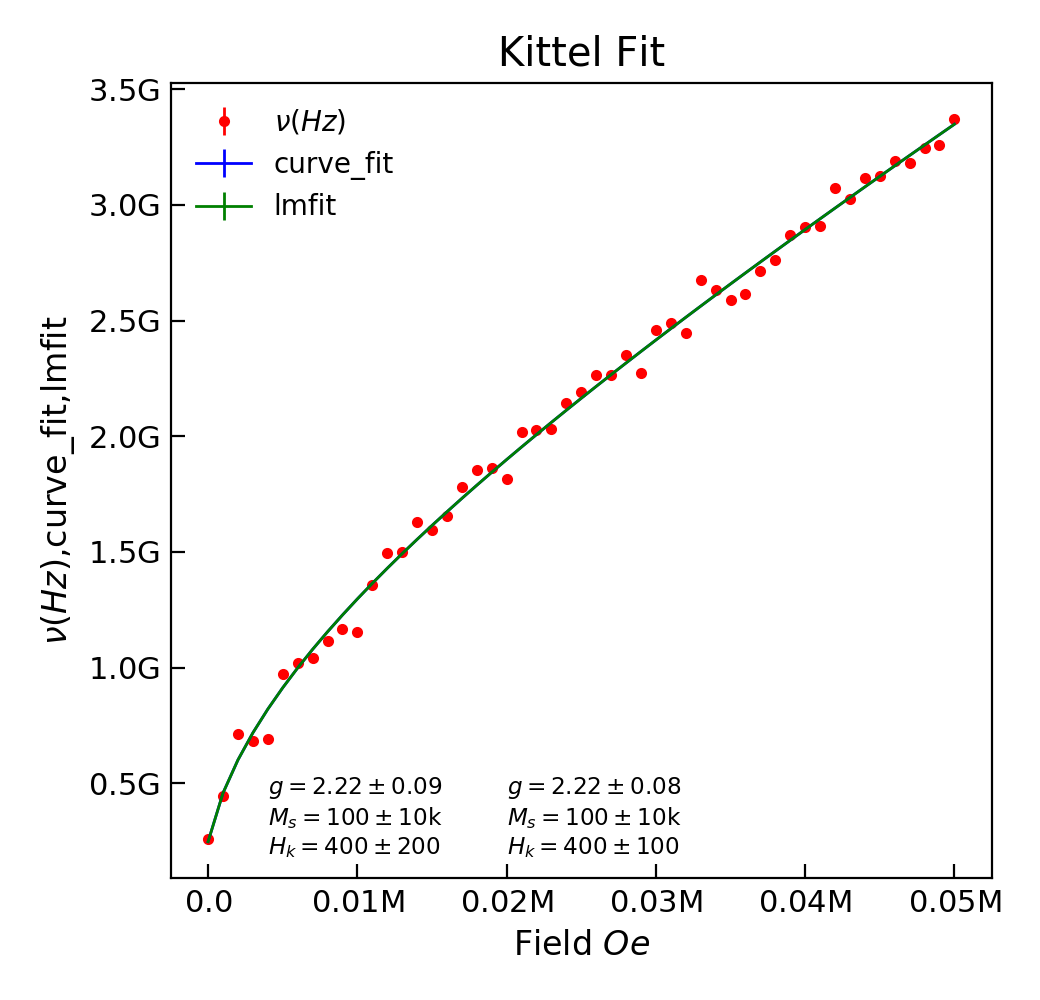 Kittel Fit
3.5G
3.0G
2.5G
2.0G
1.5G
1.0G
0.5G
ν(Hz),curve_fit,lmfit
ν(Hz)
curve_fit
lmfit
g = 2.22 ± 0.09
M_s = 100 ± 10k
H_k = 400 ± 200
g = 2.22 ± 0.08
M_s = 100 ± 10k
H_k = 400 ± 100
0.0 0.01M 0.02M 0.03M 0.04M 0.05M
Field Oe